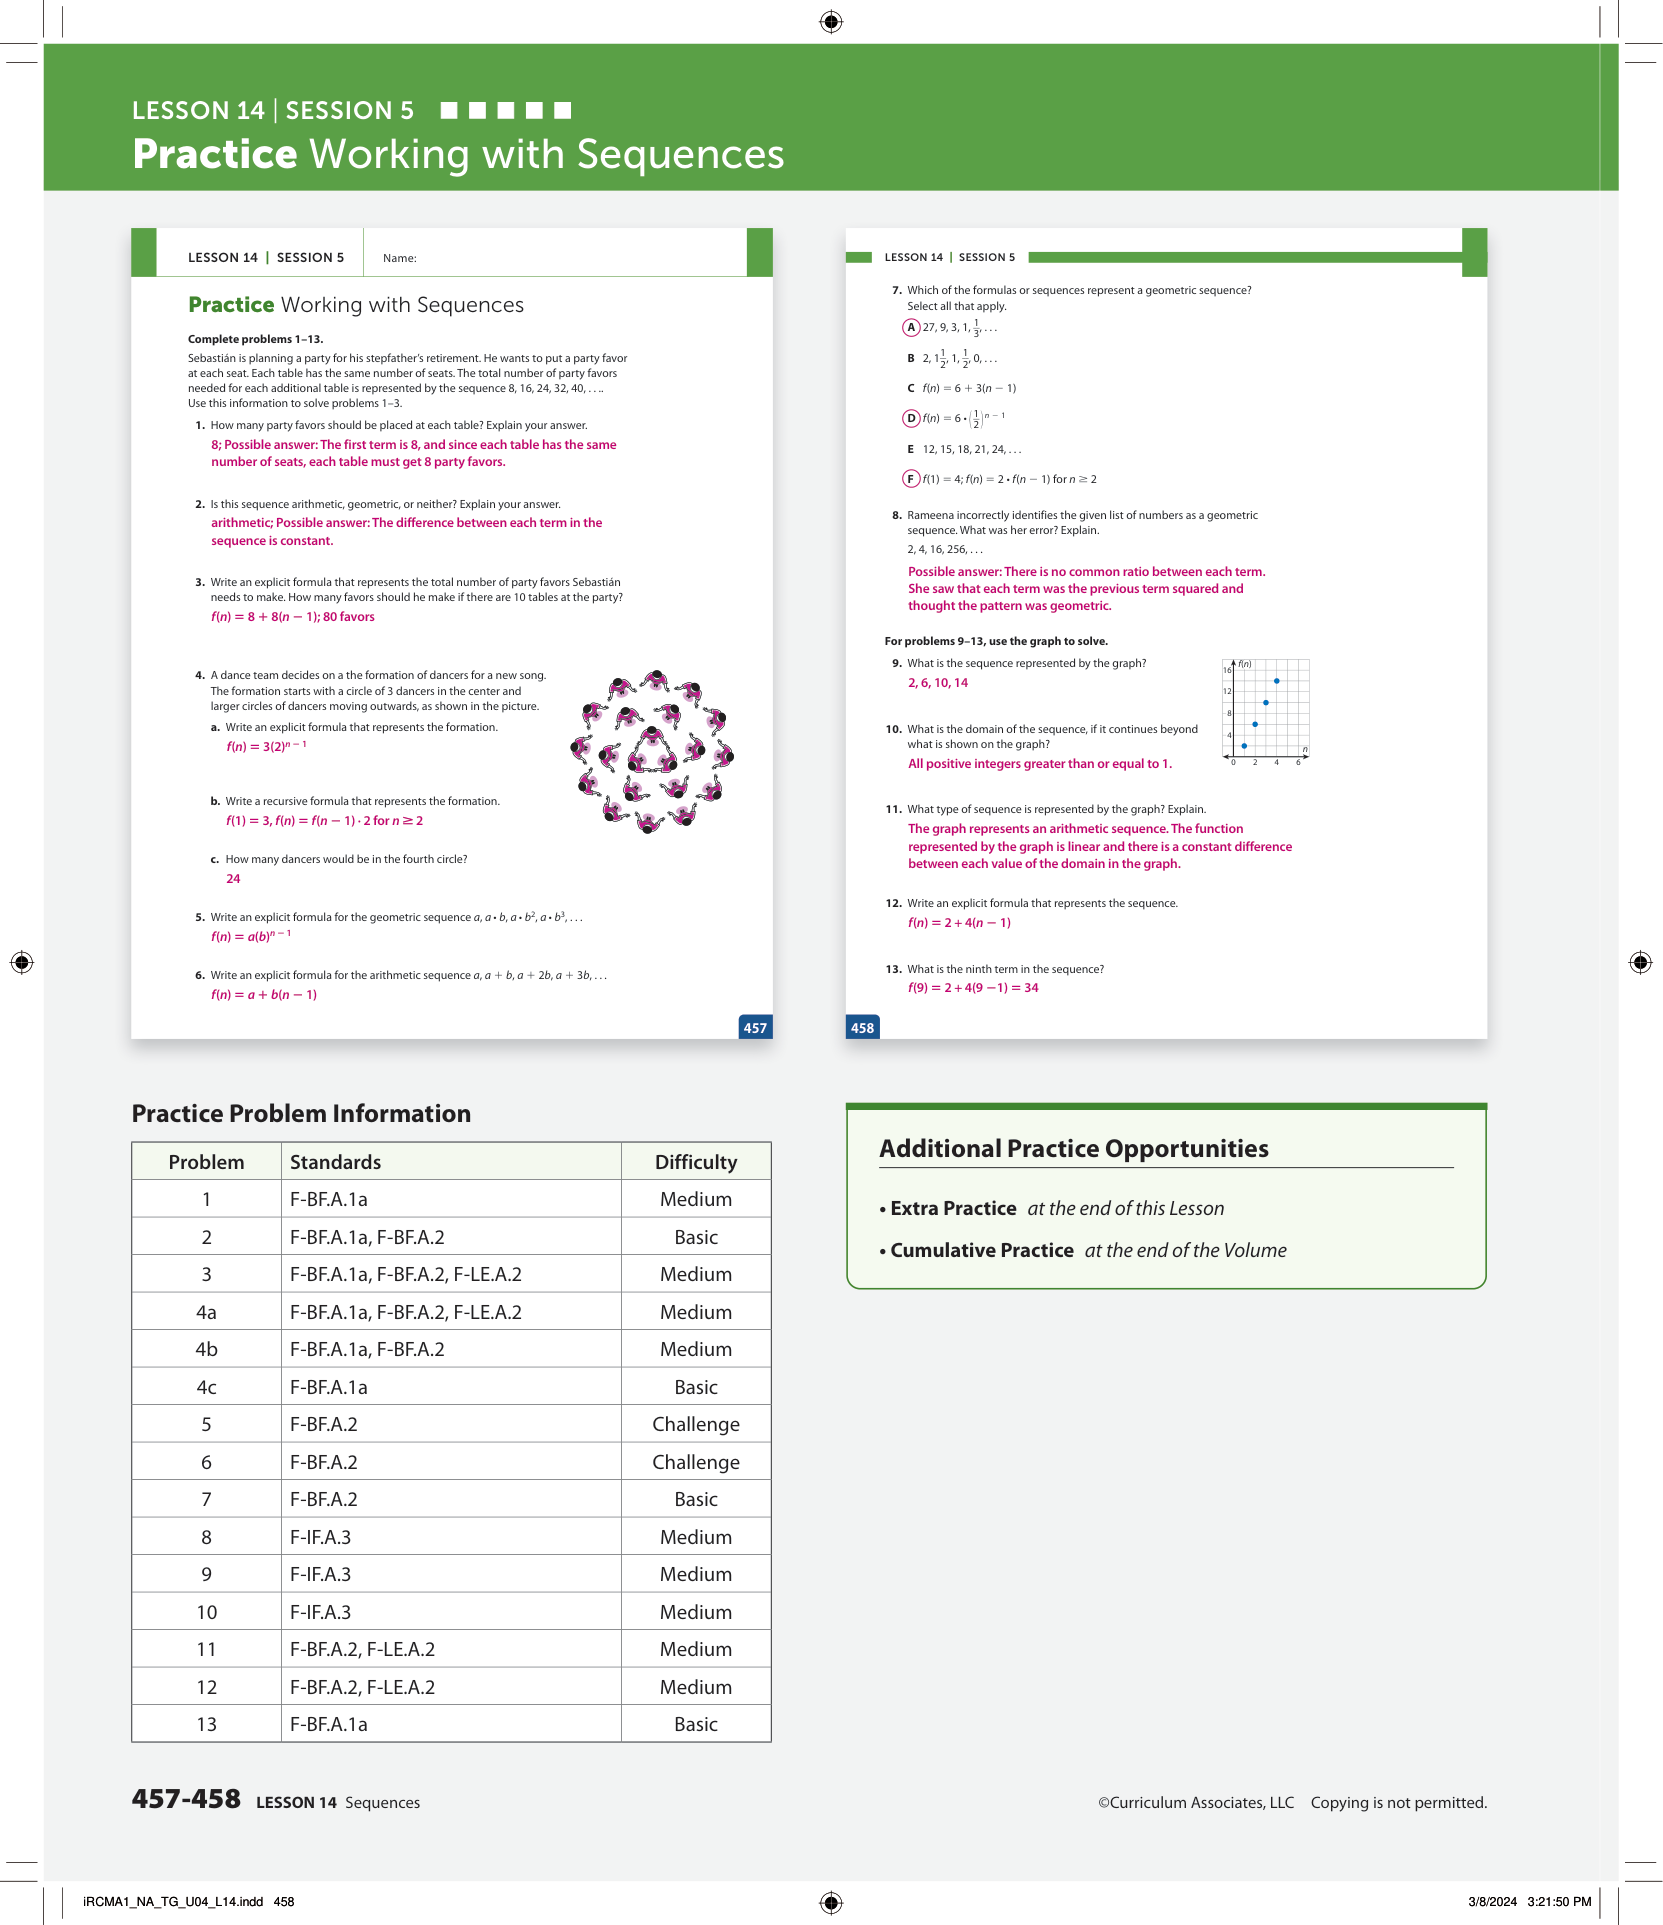 LESSON 14 | SESSION 5
Practice Working with Sequences
LESSON 14 | SESSION 5
Name:
Practice Working with Sequences
Complete problems 1–13.
Sebastián is planning a party for his stepfather's retirement. He wants to put a party favor
at each seat. Each table has the same number of seats. The total number of party favors
needed for each additional table is represented by the sequence 8, 16, 24, 32, 40, . . ..
Use this information to solve problems 1–3.
1. How many party favors should be placed at each table? Explain your answer.
8; Possible answer: The first term is 8, and since each table has the same
number of seats, each table must get 8 party favors.
2. Is this sequence arithmetic, geometric, or neither? Explain your answer.
arithmetic; Possible answer: The difference between each term in the
sequence is constant.
3. Write an explicit formula that represents the total number of party favors Sebastián
needs to make. How many favors should he make if there are 10 tables at the party?
f(n) = 8 + 8(n − 1); 80 favors
4. A dance team decides on a the formation of dancers for a new song.
The formation starts with a circle of 3 dancers in the center and
larger circles of dancers moving outwards, as shown in the picture.
a. Write an explicit formula that represents the formation.
f(n) = 3(2)ⁿ ⁻ ¹
b. Write a recursive formula that represents the formation.
f(1) = 3, f(n) = f(n − 1) · 2 for n ≥ 2
c. How many dancers would be in the fourth circle?
24
5. Write an explicit formula for the geometric sequence a, a • b, a • b², a • b³, . . .
f(n) = a(b)ⁿ ⁻ ¹
6. Write an explicit formula for the arithmetic sequence a, a + b, a + 2b, a + 3b, . . .
f(n) = a + b(n − 1)
457
LESSON 14 | SESSION 5
7. Which of the formulas or sequences represent a geometric sequence?
Select all that apply.
A 27, 9, 3, 1, 1/3, . . .
B 2, 1 1/2, 1, 1/2, 0, . . .
C f(n) = 6 + 3(n − 1)
D f(n) = 6 • (1/2)ⁿ ⁻ ¹
E 12, 15, 18, 21, 24, . . .
F f(1) = 4; f(n) = 2 • f(n − 1) for n ≥ 2
8. Rameena incorrectly identifies the given list of numbers as a geometric
sequence. What was her error? Explain.
2, 4, 16, 256, . . .
Possible answer: There is no common ratio between each term.
She saw that each term was the previous term squared and
thought the pattern was geometric.
For problems 9–13, use the graph to solve.
9. What is the sequence represented by the graph?
2, 6, 10, 14
f(n)
16
12
8
4
n
0 2 4 6
10. What is the domain of the sequence, if it continues beyond
what is shown on the graph?
All positive integers greater than or equal to 1.
11. What type of sequence is represented by the graph? Explain.
The graph represents an arithmetic sequence. The function
represented by the graph is linear and there is a constant difference
between each value of the domain in the graph.
12. Write an explicit formula that represents the sequence.
f(n) = 2 + 4(n − 1)
13. What is the ninth term in the sequence?
f(9) = 2 + 4(9 −1) = 34
458
Practice Problem Information
Problem Standards Difficulty
1 F-BF.A.1a Medium
2 F-BF.A.1a, F-BF.A.2 Basic
3 F-BF.A.1a, F-BF.A.2, F-LE.A.2 Medium
4a F-BF.A.1a, F-BF.A.2, F-LE.A.2 Medium
4b F-BF.A.1a, F-BF.A.2 Medium
4c F-BF.A.1a Basic
5 F-BF.A.2 Challenge
6 F-BF.A.2 Challenge
7 F-BF.A.2 Basic
8 F-IF.A.3 Medium
9 F-IF.A.3 Medium
10 F-IF.A.3 Medium
11 F-BF.A.2, F-LE.A.2 Medium
12 F-BF.A.2, F-LE.A.2 Medium
13 F-BF.A.1a Basic
Additional Practice Opportunities
• Extra Practice at the end of this Lesson
• Cumulative Practice at the end of the Volume
457-458 LESSON 14 Sequences
©Curriculum Associates, LLC Copying is not permitted.
iRCMA1_NA_TG_U04_L14.indd 458
3/8/2024 3:21:50 PM